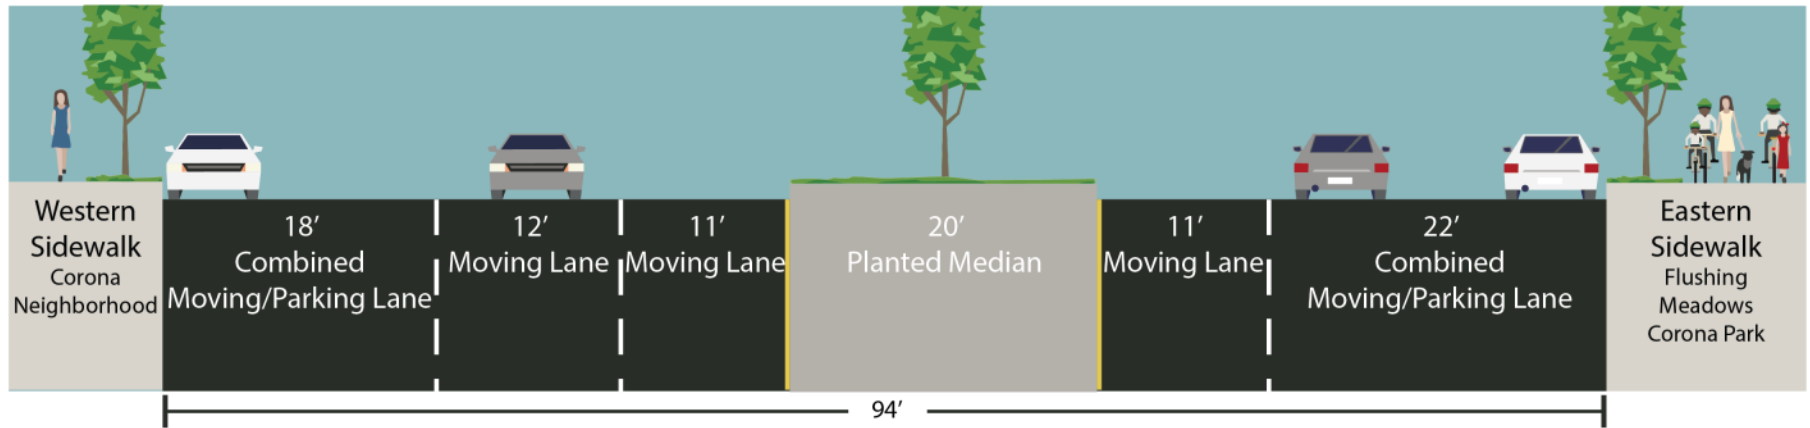 Western
Sidewalk
Corona
Neighborhood
18’
Combined
Moving/Parking Lane
12’
Moving Lane
11’
Moving Lane
20’
Planted Median
11’
Moving Lane
22’
Combined
Moving/Parking Lane
Eastern
Sidewalk
Flushing
Meadows
Corona Park
94’